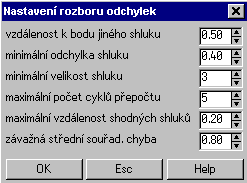 Nastavení rozboru odchylek
vzdálenost k bodu jiného shluku 0.50
minimální odchylka shluku 0.40
minimální velikost shluku 3
maximální počet cyklů přepočtu 5
maximální vzdálenost shodných shluků 0.20
závažná střední souřad. chyba 0.80
OK Esc Help